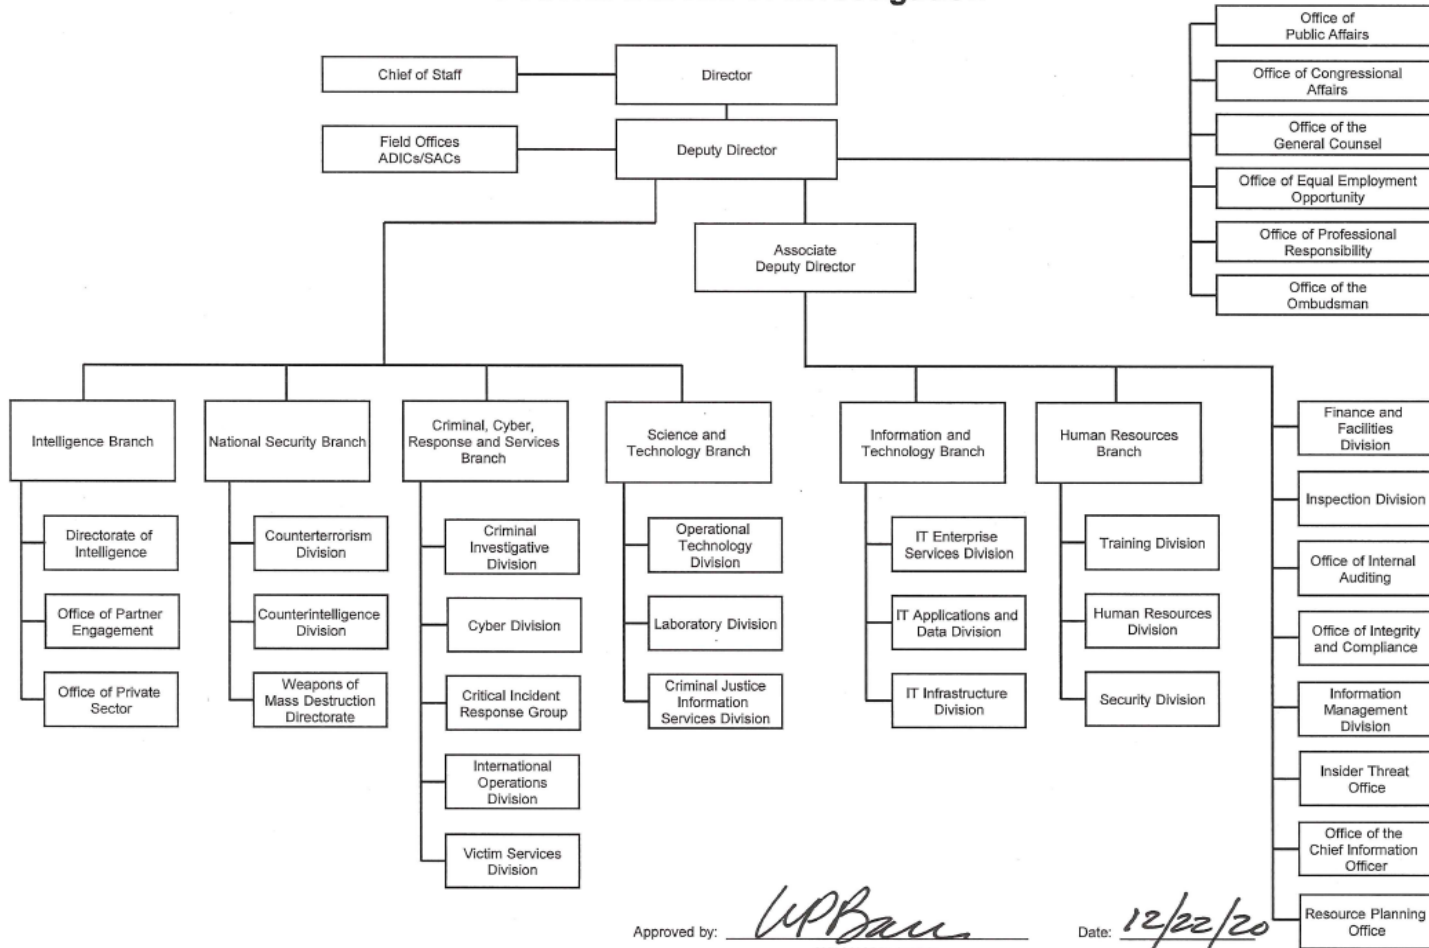 Office of
Public Affairs
Chief of Staff
Director
Office of Congressional
Affairs
Field Offices
ADICs/SACs
Deputy Director
Office of the
General Counsel
Office of Equal Employment
Opportunity
Office of Professional
Responsibility
Office of the
Ombudsman
Associate
Deputy Director
Intelligence Branch
National Security Branch
Criminal, Cyber,
Response and Services
Branch
Science and
Technology Branch
Information and
Technology Branch
Human Resources
Branch
Directorate of
Intelligence
Office of Partner
Engagement
Office of Private
Sector
Counterterrorism
Division
Counterintelligence
Division
Weapons of
Mass Destruction
Directorate
Criminal
Investigative
Division
Cyber Division
Critical Incident
Response Group
International
Operations
Division
Victim Services
Division
Operational
Technology
Division
Laboratory Division
Criminal Justice
Information
Services Division
IT Enterprise
Services Division
IT Applications and
Data Division
IT Infrastructure
Division
Training Division
Human Resources
Division
Security Division
Finance and
Facilities
Division
Inspection Division
Office of Internal
Auditing
Office of Integrity
and Compliance
Information
Management
Division
Insider Threat
Office
Office of the
Chief Information
Officer
Resource Planning
Office
Approved by: WPBarr
Date: 12/22/20